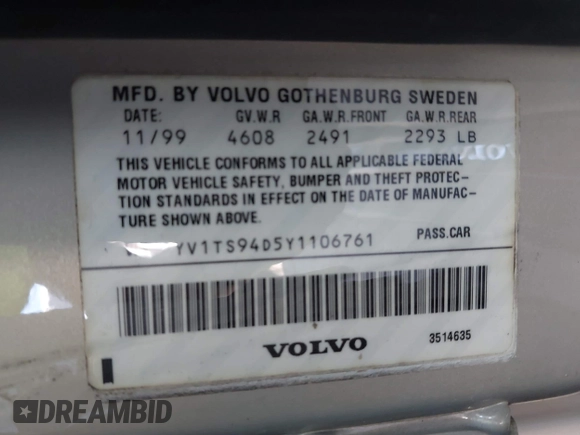 MFD. BY VOLVO GOTHENBURG SWEDEN
DATE: GV.W.R GA.W.R.FRONT GA.W.R.REAR
11/99 4608 2491 2293 LB
THIS VEHICLE CONFORMS TO ALL APPLICABLE FEDERAL
MOTOR VEHICLE SAFETY, BUMPER AND THEFT PROTEC-
TION STANDARDS IN EFFECT ON THE DATE OF MANUFAC-
TURE SHOWN ABOVE.
YV1TS94D5Y1106761 PASS.CAR
VOLVO 3514635
DREAMBID